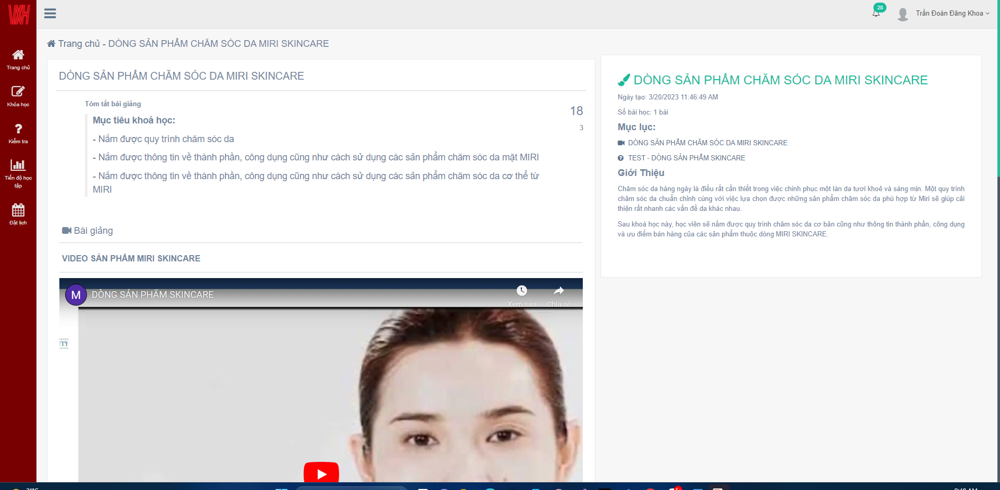 VXH
28
Trần Đoàn Đăng Khoa
Trang chủ
Khóa học
Kiểm tra
Tiến độ học
tập
Đặt lịch
Trang chủ - DÒNG SẢN PHẨM CHĂM SÓC DA MIRI SKINCARE
DÒNG SẢN PHẨM CHĂM SÓC DA MIRI SKINCARE
Tóm tắt bài giảng
18
3
Mục tiêu khoá học:
- Nắm được quy trình chăm sóc da
- Nắm được thông tin về thành phần, công dụng cũng như cách sử dụng các sản phẩm chăm sóc da mặt MIRI
- Nắm được thông tin về thành phần, công dụng cũng như cách sử dụng các sản phẩm chăm sóc da cơ thể từ
MIRI
Bài giảng
VIDEO SẢN PHẨM MIRI SKINCARE
M
DÒNG SẢN PHẨM SKINCARE
Xem sau
Chia sẻ
TY
DÒNG SẢN PHẨM CHĂM SÓC DA MIRI SKINCARE
Ngày tạo: 3/20/2023 11:46:49 AM
Số bài học: 1 bài
Mục lục:
DÒNG SẢN PHẨM CHĂM SÓC DA MIRI SKINCARE
TEST - DÒNG SẢN PHẨM SKINCARE
Giới Thiệu
Chăm sóc da hàng ngày là điều rất cần thiết trong việc chinh phục một làn da tươi khoẻ và sáng mịn. Một quy trình
chăm sóc da chuẩn chỉnh cùng với việc lựa chọn được những sản phẩm chăm sóc da phù hợp từ Miri sẽ giúp cải
thiện rất nhanh các vấn đề da khác nhau.
Sau khoá học này, học viên sẽ nắm được quy trình chăm sóc da cơ bản cũng như thông tin thành phần, công dụng
và ưu điểm bán hàng của các sản phẩm thuộc dòng MIRI SKINCARE.